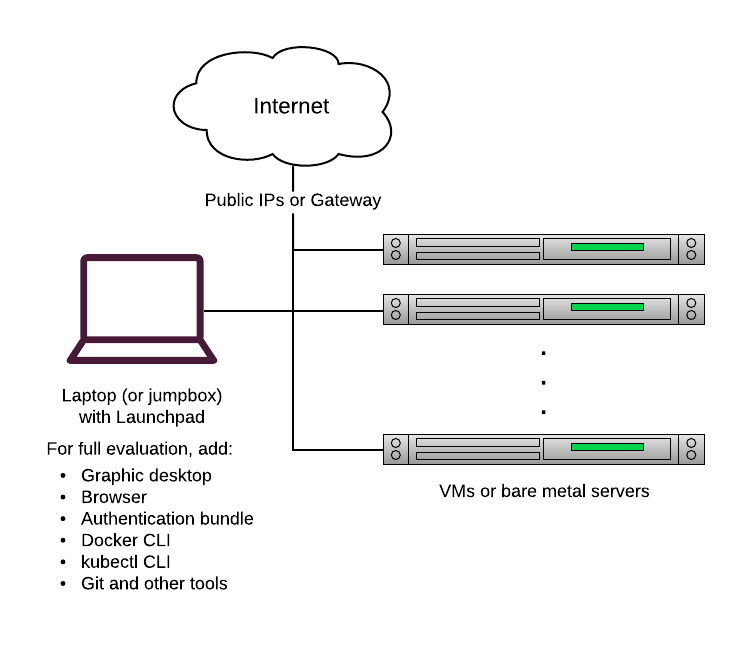 Internet
Public IPs or Gateway
Laptop (or jumpbox)
with Launchpad
For full evaluation, add:
• Graphic desktop
• Browser
• Authentication bundle
• Docker CLI
• kubectl CLI
• Git and other tools
VMs or bare metal servers